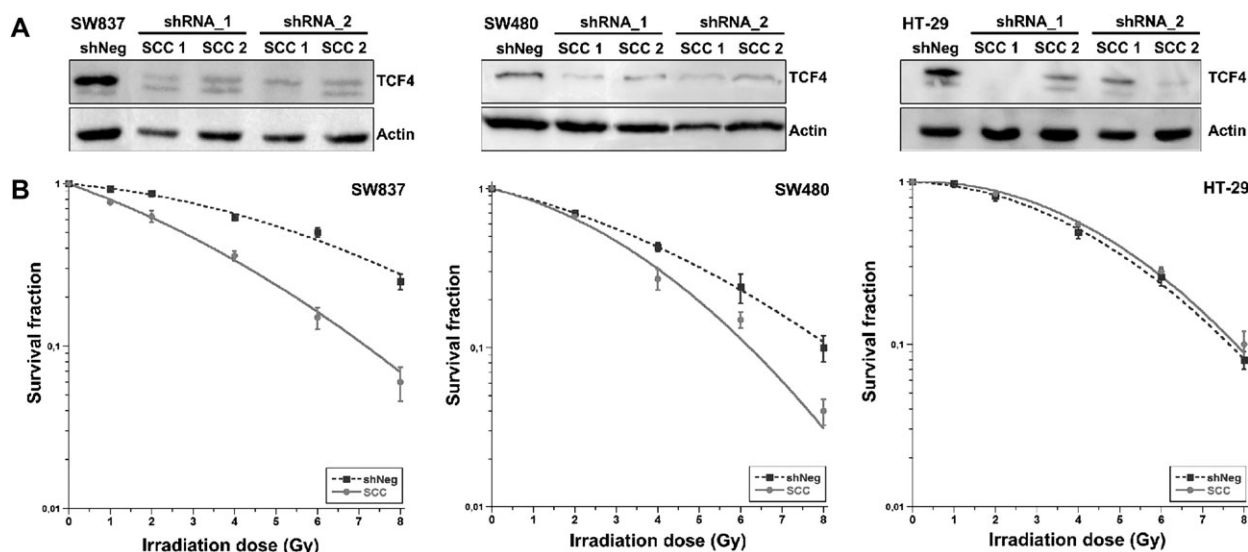 A
SW837
shRNA_1 shRNA_2
shNeg SCC 1 SCC 2 SCC 1 SCC 2
TCF4
Actin
SW480
shRNA_1 shRNA_2
shNeg SCC 1 SCC 2 SCC 1 SCC 2
TCF4
Actin
HT-29
shRNA_1 shRNA_2
shNeg SCC 1 SCC 2 SCC 1 SCC 2
TCF4
Actin
B
SW837
Survival fraction
1
0,1
0,01
0 1 2 3 4 5 6 7 8
Irradiation dose (Gy)
shNeg
SCC
SW480
Survival fraction
1
0,1
0,01
0 1 2 3 4 5 6 7 8
Irradiation dose (Gy)
shNeg
SCC
HT-29
Survival fraction
1
0,1
0,01
0 1 2 3 4 5 6 7 8
Irradiation dose (Gy)
shNeg
SCC